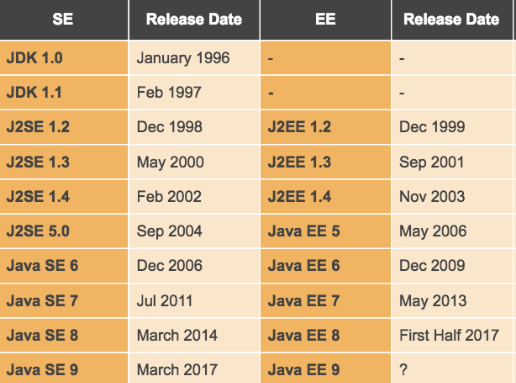 SE Release Date EE Release Date
JDK 1.0 January 1996 - -
JDK 1.1 Feb 1997 - -
J2SE 1.2 Dec 1998 J2EE 1.2 Dec 1999
J2SE 1.3 May 2000 J2EE 1.3 Sep 2001
J2SE 1.4 Feb 2002 J2EE 1.4 Nov 2003
J2SE 5.0 Sep 2004 Java EE 5 May 2006
Java SE 6 Dec 2006 Java EE 6 Dec 2009
Java SE 7 Jul 2011 Java EE 7 May 2013
Java SE 8 March 2014 Java EE 8 First Half 2017
Java SE 9 March 2017 Java EE 9 ?